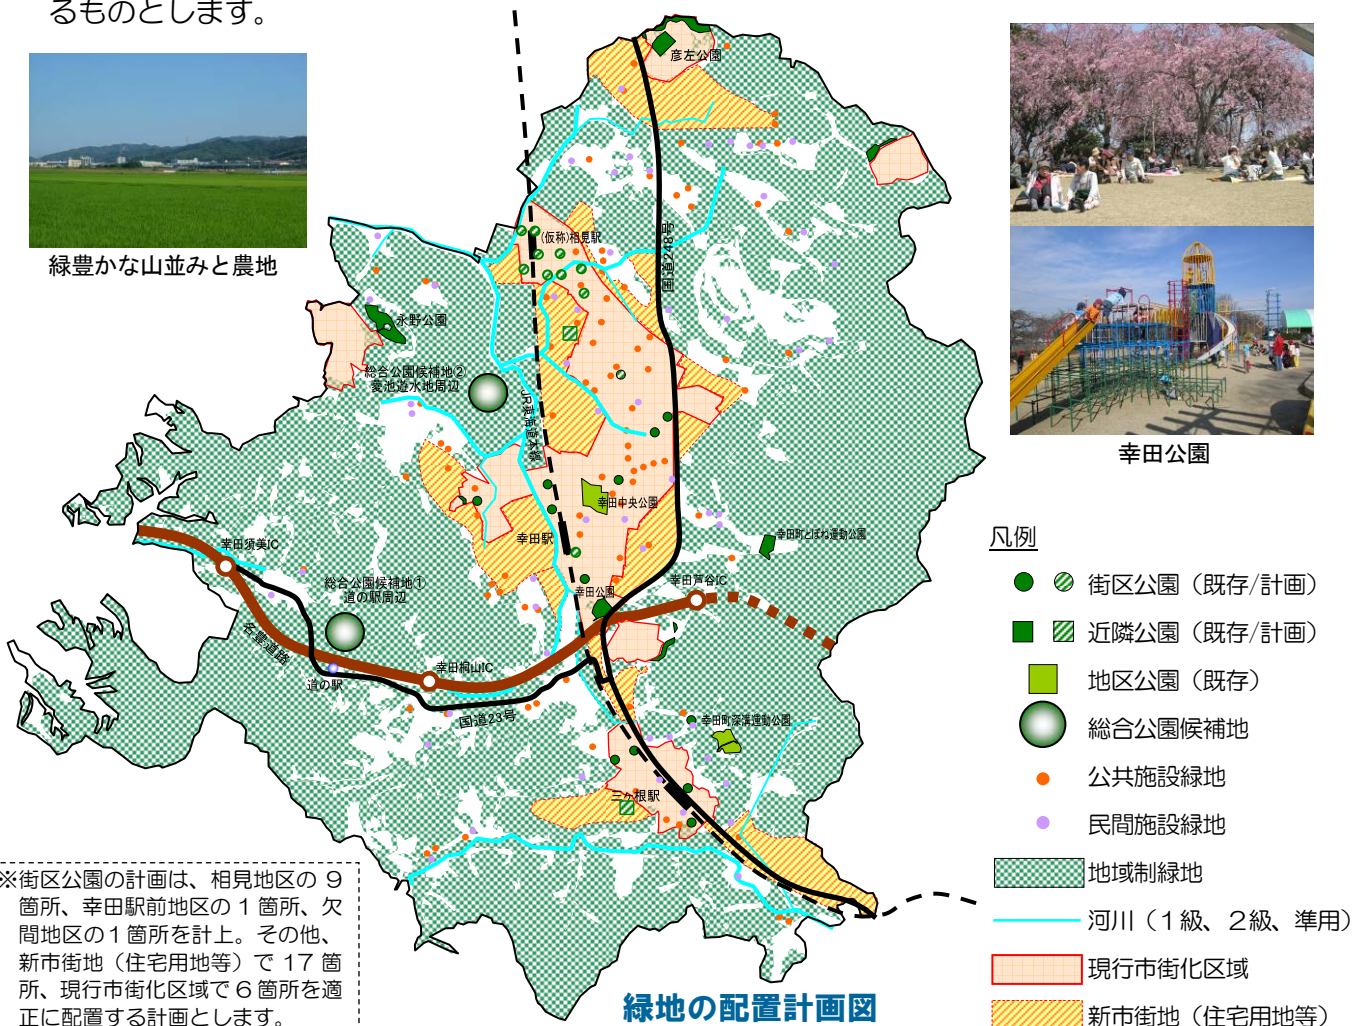 るものとします。
緑豊かな山並みと農地
彦左公園
(仮称)相見駅
国道248号
永野公園
総合公園候補地②
菱池遊水地周辺
JR東海道本線
幸田中央公園
幸田駅
幸田町とぼね運動公園
幸田須美IC
総合公園候補地①
道の駅周辺
幸田公園
幸田芦谷IC
名豊道路
道の駅
幸田桐山IC
国道23号
幸田町深溝運動公園
三ヶ根駅
幸田公園
凡例
街区公園（既存/計画）
近隣公園（既存/計画）
地区公園（既存）
総合公園候補地
公共施設緑地
民間施設緑地
地域制緑地
河川（1級、2級、準用）
現行市街化区域
新市街地（住宅用地等）
※街区公園の計画は、相見地区の 9
箇所、幸田駅前地区の 1 箇所、欠
間地区の 1 箇所を計上。その他、
新市街地（住宅用地等）で 17 箇
所、現行市街化区域で 6 箇所を適
正に配置する計画とします。
緑地の配置計画図